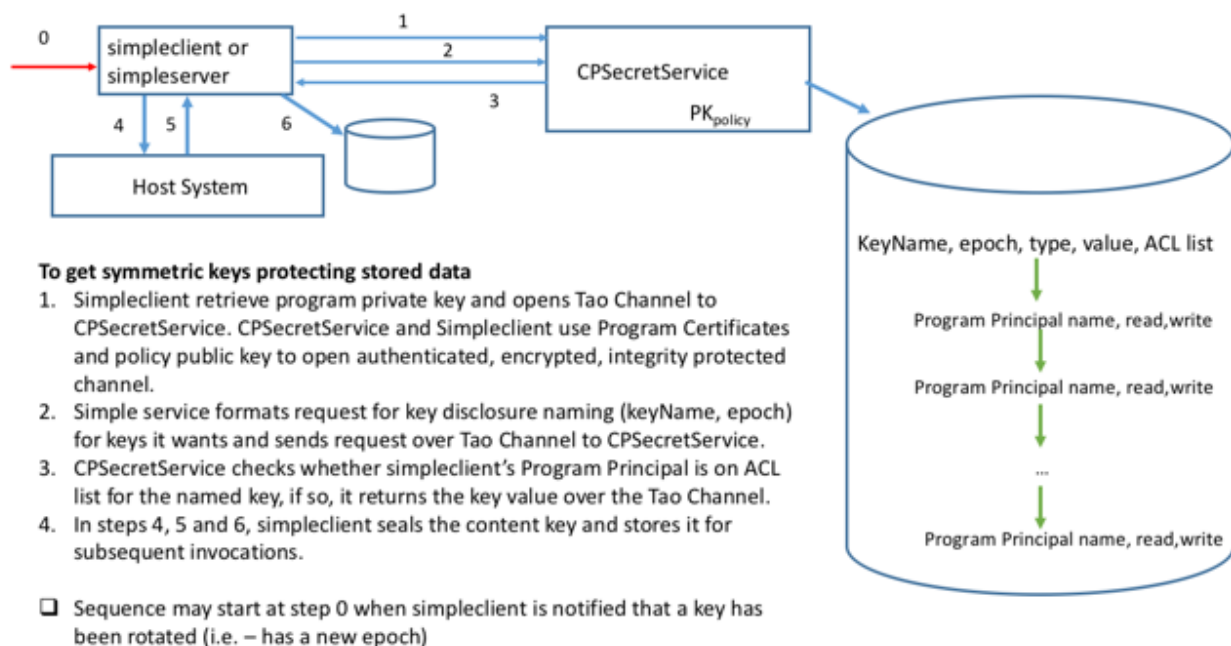 0
simpleclient or
simpleserver
1
2
3
CPSecretService
PKpolicy
4
5
6
Host System
KeyName, epoch, type, value, ACL list
Program Principal name, read,write
Program Principal name, read,write
...
Program Principal name, read,write
To get symmetric keys protecting stored data
1. Simpleclient retrieve program private key and opens Tao Channel to
CPSecretService. CPSecretService and Simpleclient use Program Certificates
and policy public key to open authenticated, encrypted, integrity protected
channel.
2. Simple service formats request for key disclosure naming (keyName, epoch)
for keys it wants and sends request over Tao Channel to CPSecretService.
3. CPSecretService checks whether simpleclient's Program Principal is on ACL
list for the named key, if so, it returns the key value over the Tao Channel.
4. In steps 4, 5 and 6, simpleclient seals the content key and stores it for
subsequent invocations.
❑ Sequence may start at step 0 when simpleclient is notified that a key has
been rotated (i.e. – has a new epoch)